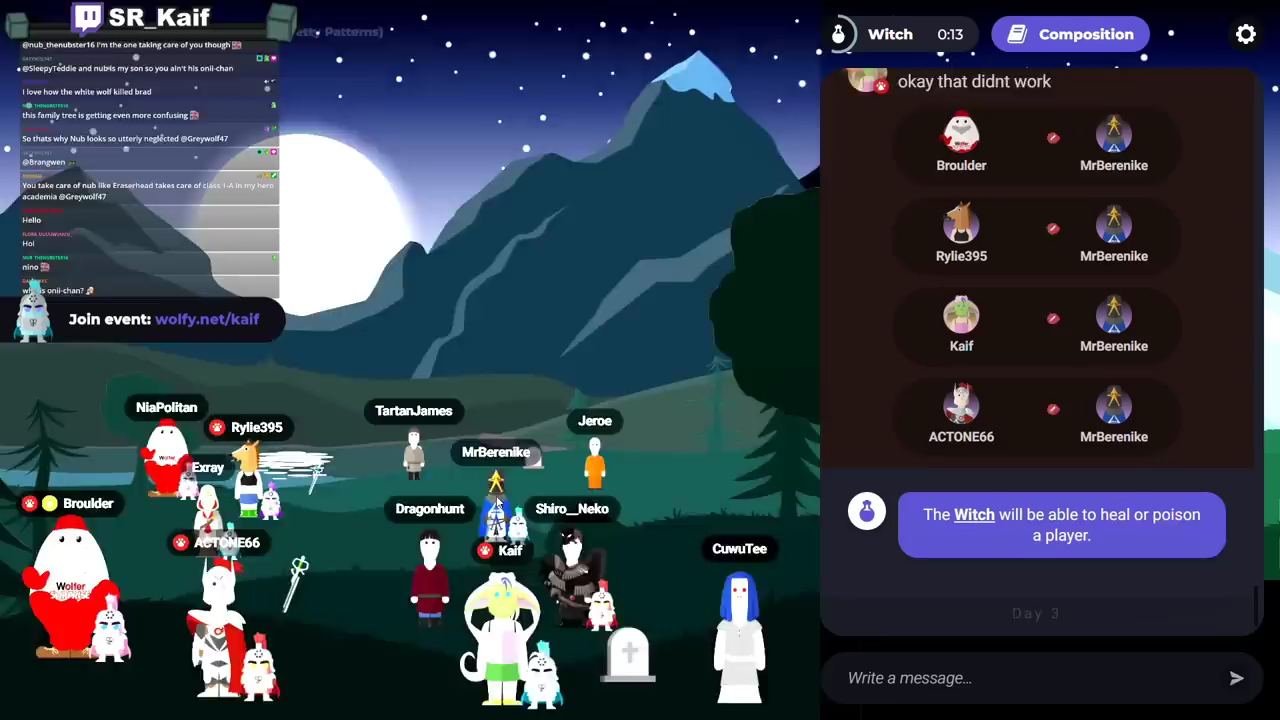 SR_Kaif
tty Patterns)
@nub_thenubster16 I'm the one taking care of you though
@SleepyTeddie and nub is my son so you ain't his onii-chan
I love how the white wolf killed brad
this family tree is getting even more confusing
So thats why Nub looks so utterly neglected @Greywolf47
@Brangwen
You take care of nub like Eraserhead takes care of class 1-A in my hero
academia @Greywolf47
Hello
Hoi
nino
onii-chan?
Join event: wolfy.net/kaif
NiaPolitan
Rylie395
Exray
Broulder
ACTONE66
TartanJames
Jeroe
MrBerenike
Dragonhunt
Shiro__Neko
Kaif
CuwuTee
Wolfer
Witch 0:13
Composition
okay that didnt work
Broulder MrBerenike
Rylie395 MrBerenike
Kaif MrBerenike
ACTONE66 MrBerenike
The Witch will be able to heal or poison
a player.
Day 3
Write a message...